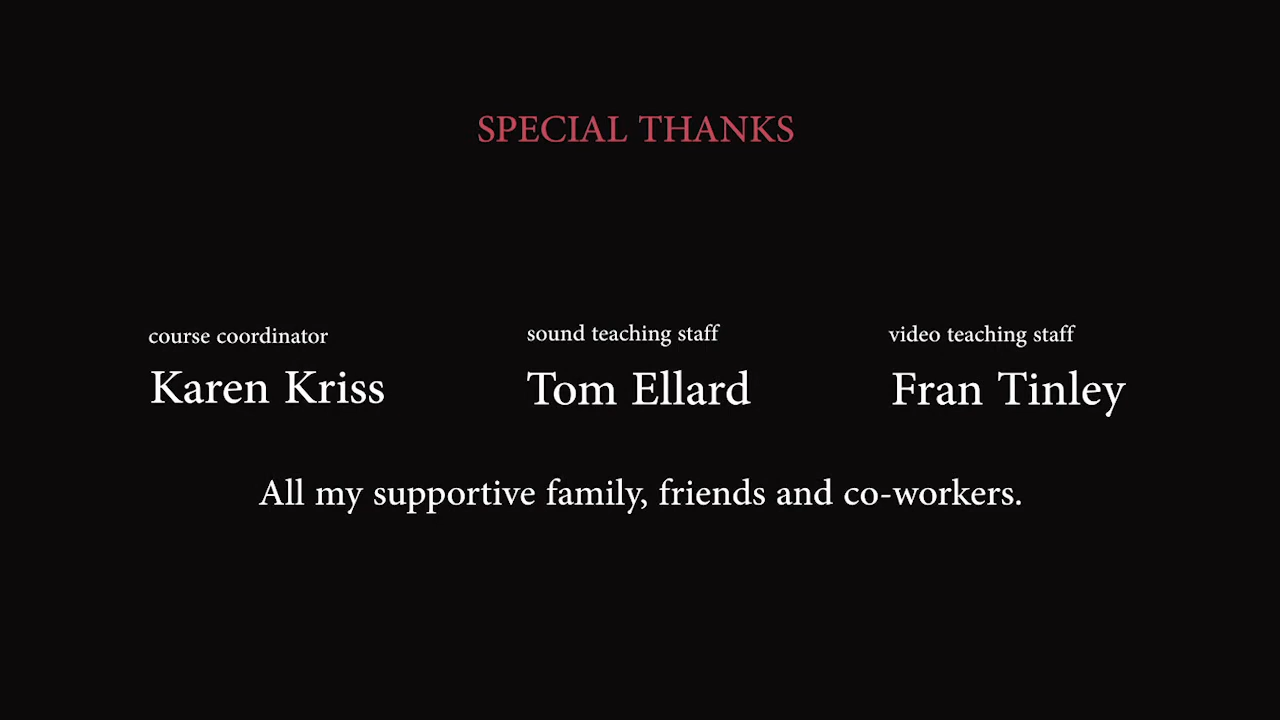 SPECIAL THANKS
course coordinator
Karen Kriss
sound teaching staff
Tom Ellard
video teaching staff
Fran Tinley
All my supportive family, friends and co-workers.